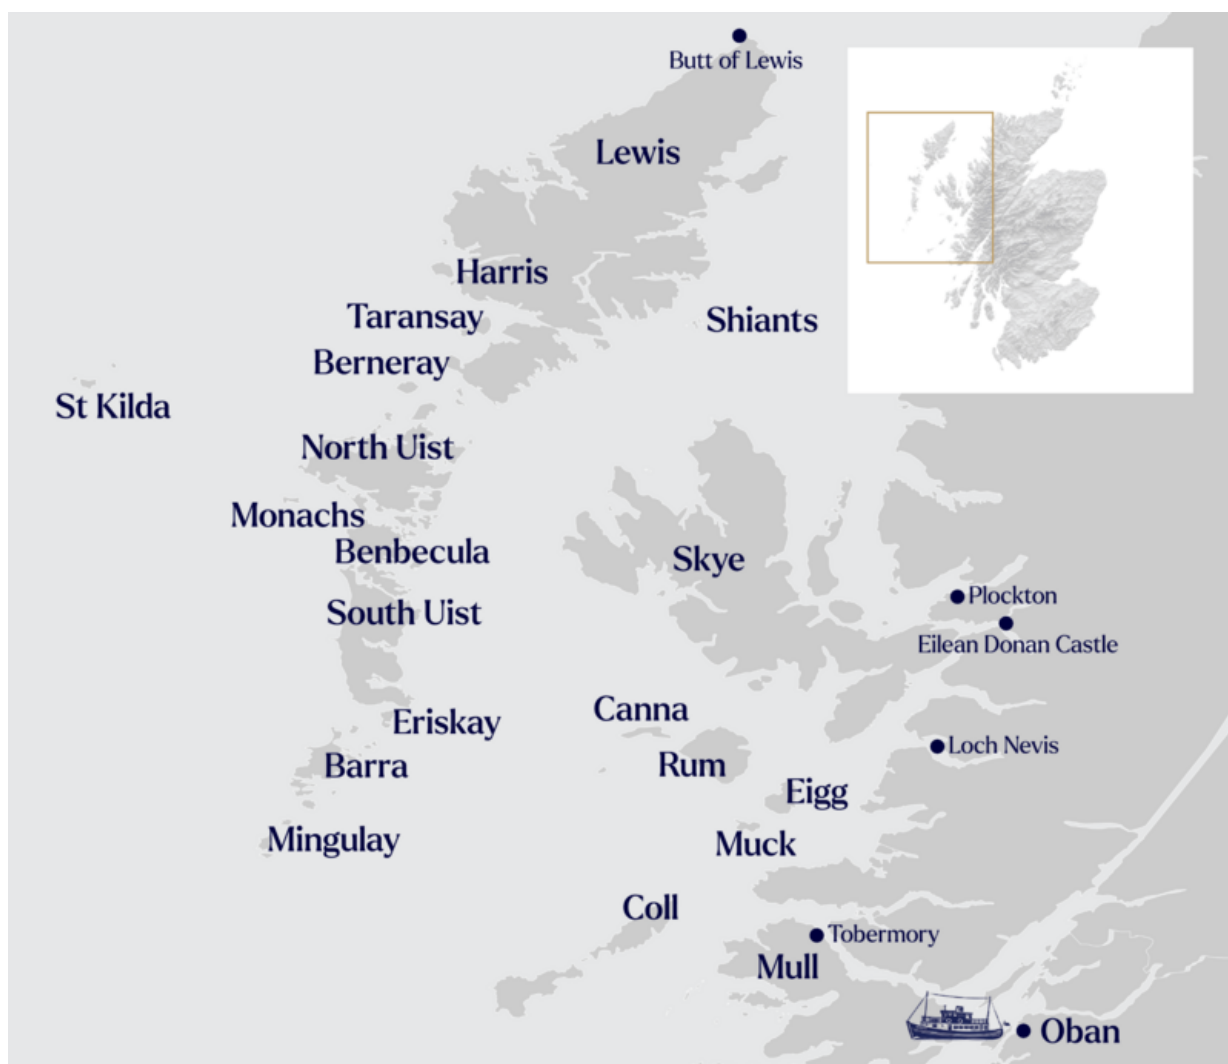 Butt of Lewis
Lewis
Harris
Taransay
Shiants
Berneray
St Kilda
North Uist
Monachs
Benbecula
Skye
Plockton
South Uist
Eilean Donan Castle
Canna
Eriskay
Loch Nevis
Rum
Barra
Eigg
Mingulay
Muck
Coll
Tobermory
Mull
Oban